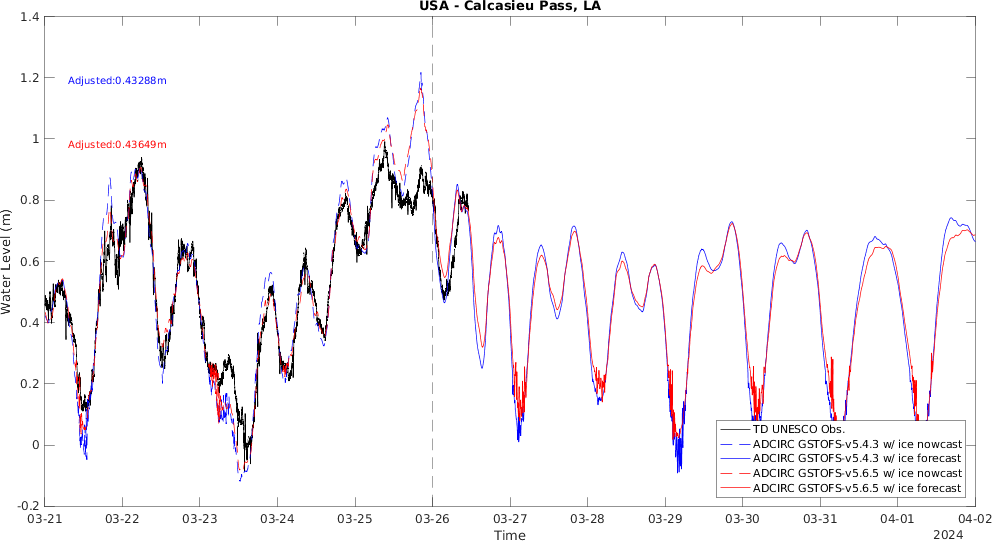 USA - Calcasieu Pass, LA
1.4
1.2
1
0.8
0.6
0.4
0.2
0
-0.2
Water Level (m)
Adjusted:0.43288m
Adjusted:0.43649m
TD UNESCO Obs.
ADCIRC GSTOFS-v5.4.3 w/ ice nowcast
ADCIRC GSTOFS-v5.4.3 w/ ice forecast
ADCIRC GSTOFS-v5.6.5 w/ ice nowcast
ADCIRC GSTOFS-v5.6.5 w/ ice forecast
03-21 03-22 03-23 03-24 03-25 03-26 03-27 03-28 03-29 03-30 03-31 04-01 04-02
Time
2024